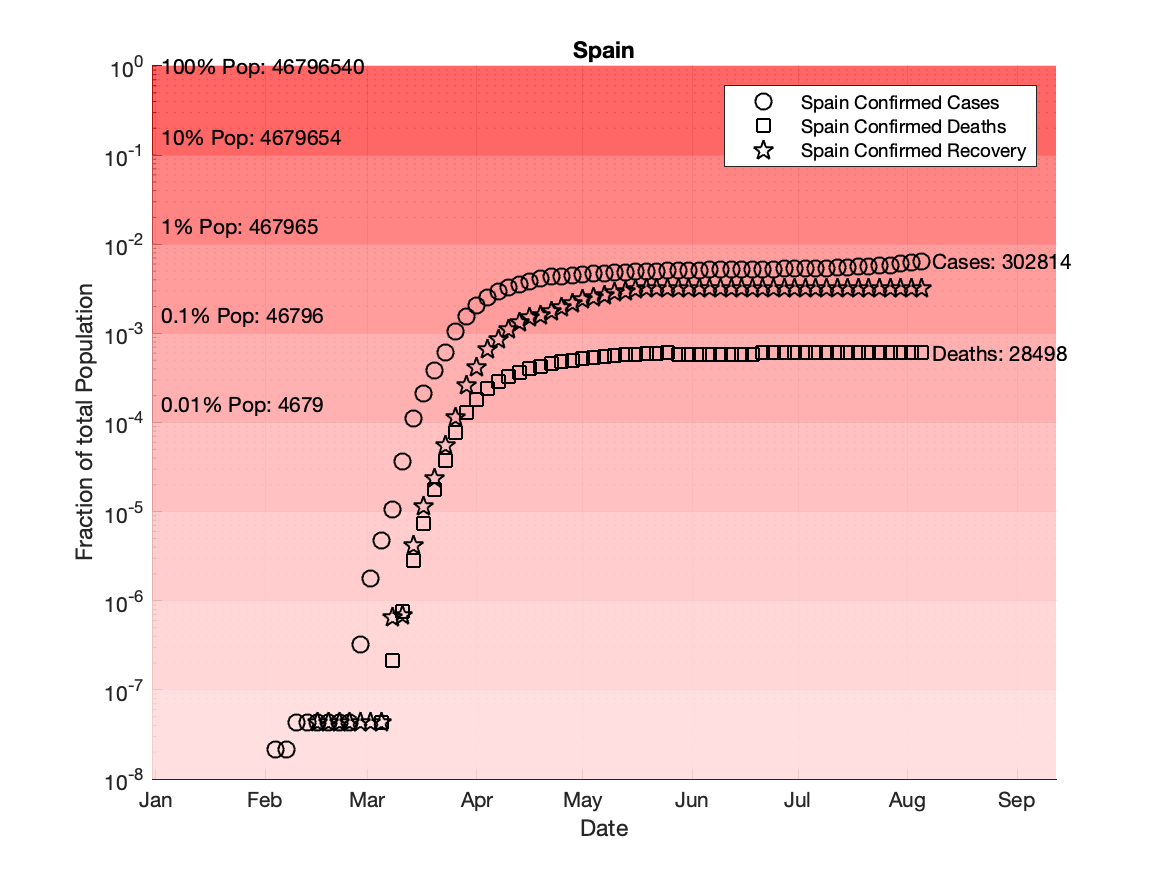 Spain
10^0
100% Pop: 46796540
Spain Confirmed Cases
Spain Confirmed Deaths
Spain Confirmed Recovery
10% Pop: 4679654
10^-1
1% Pop: 467965
10^-2
Cases: 302814
0.1% Pop: 46796
10^-3
Deaths: 28498
0.01% Pop: 4679
10^-4
10^-5
10^-6
10^-7
10^-8
Fraction of total Population
Jan Feb Mar Apr May Jun Jul Aug Sep
Date